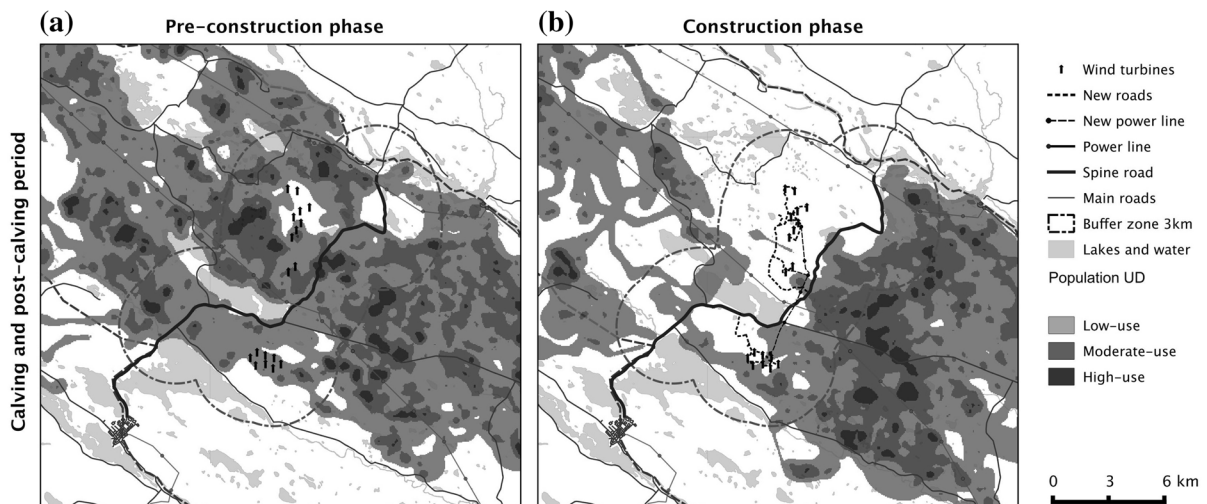 (a)
Pre-construction phase
(b)
Construction phase
Calving and post-calving period
Wind turbines
New roads
New power line
Power line
Spine road
Main roads
Buffer zone 3km
Lakes and water
Population UD
Low-use
Moderate-use
High-use
0 3 6 km